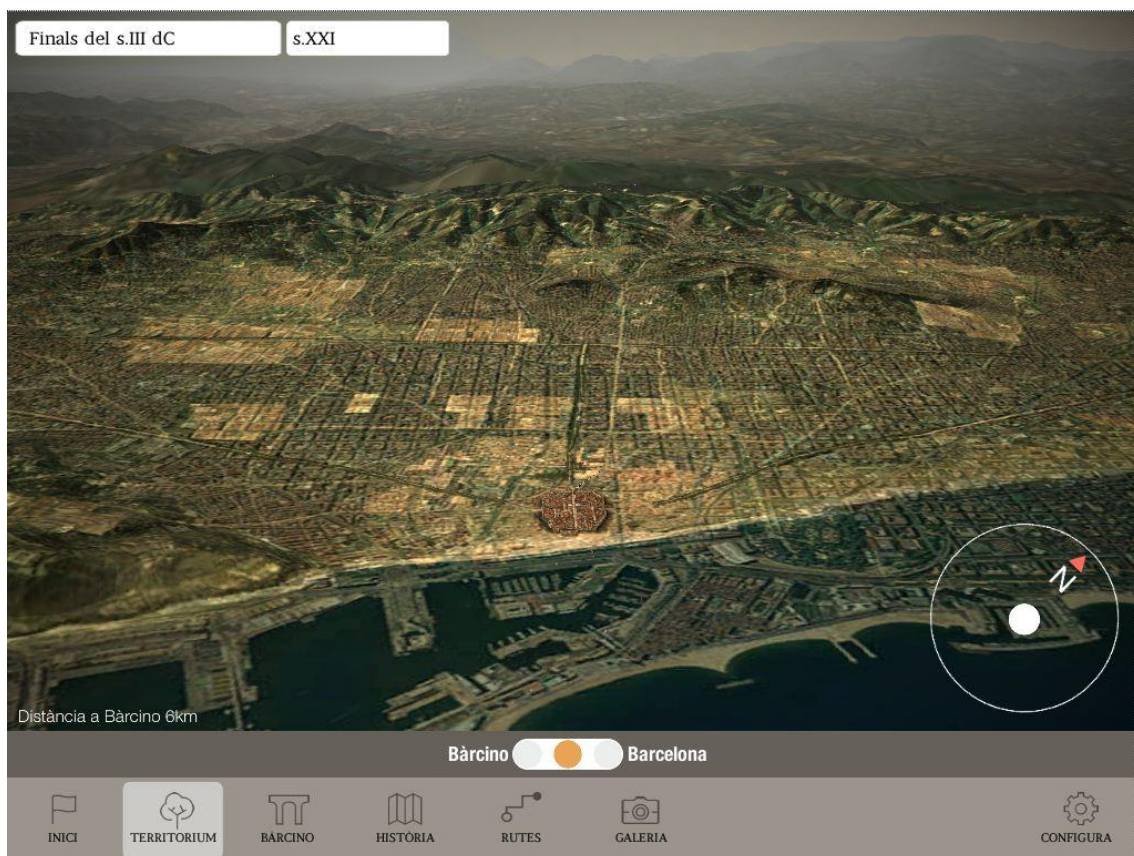 Finals del s.III dC
s.XXI
N
Distància a Bàrcino 6km
Bàrcino
Barcelona
INICI
TERRITORIUM
BÀRCINO
HISTÒRIA
RUTES
GALERIA
CONFIGURA